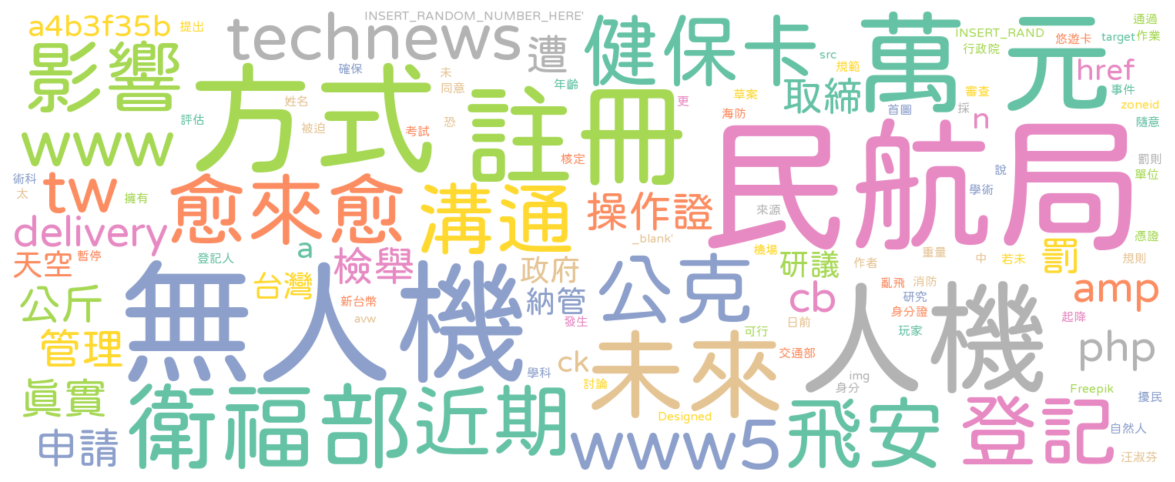 a4b3f35b 提出 technews INSERT_RANDOM_NUMBER_HERE' 遭 健保卡 萬元 INSERT_RAND 通過
影響 確保 未 同意 年齡 src 規範 取締 行政院 悠遊卡 target 作業
href 事件 zoneid
www 方式 註冊 評估 姓名 被迫 考試 恐 更 海防 草案 首圖 審查 採 n 隨意
術科 太 擁有 核定 民航局 說 學術 罰則 單位
tw 愈來愈 溝通 操作證 來源
delivery 登記人 a _blank' 機場 憑證
天空 暫停 檢舉 政府 研議 作者 重量 中 若未 罰 規則
無人機 台灣 新台幣 avw 納管 發生 公克 cb 日前 人機 亂飛 消防 研究 身分證 玩家 amp 起降
公斤 管理 學科 ck 未來 可行 交通部 php
討論 img 身分 Freepik 擾民
真實 衛福部 近期 Designed 飛安 登記 自然人
申請 www5 汪淑芬